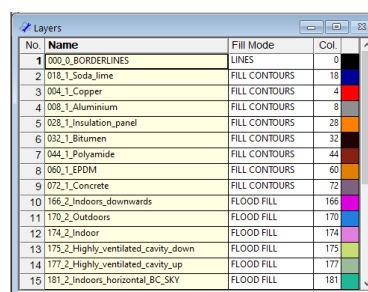 Layers
No. Name Fill Mode Col.
1 000_0_BORDERLINES LINES 0
2 018_1_Soda_lime FILL CONTOURS 18
3 004_1_Copper FILL CONTOURS 4
4 008_1_Aluminium FILL CONTOURS 8
5 028_1_Insulation_panel FILL CONTOURS 28
6 032_1_Bitumen FILL CONTOURS 32
7 044_1_Polyamide FILL CONTOURS 44
8 060_1_EPDM FILL CONTOURS 60
9 072_1_Concrete FILL CONTOURS 72
10 166_2_Indoors_downwards FLOOD FILL 166
11 170_2_Outdoors FLOOD FILL 170
12 174_2_Indoor FLOOD FILL 174
13 175_2_Highly_ventilated_cavity_down FLOOD FILL 175
14 177_2_Highly_ventilated_cavity_up FLOOD FILL 177
15 181_2_Indoors_horizontal_BC_SKY FLOOD FILL 181